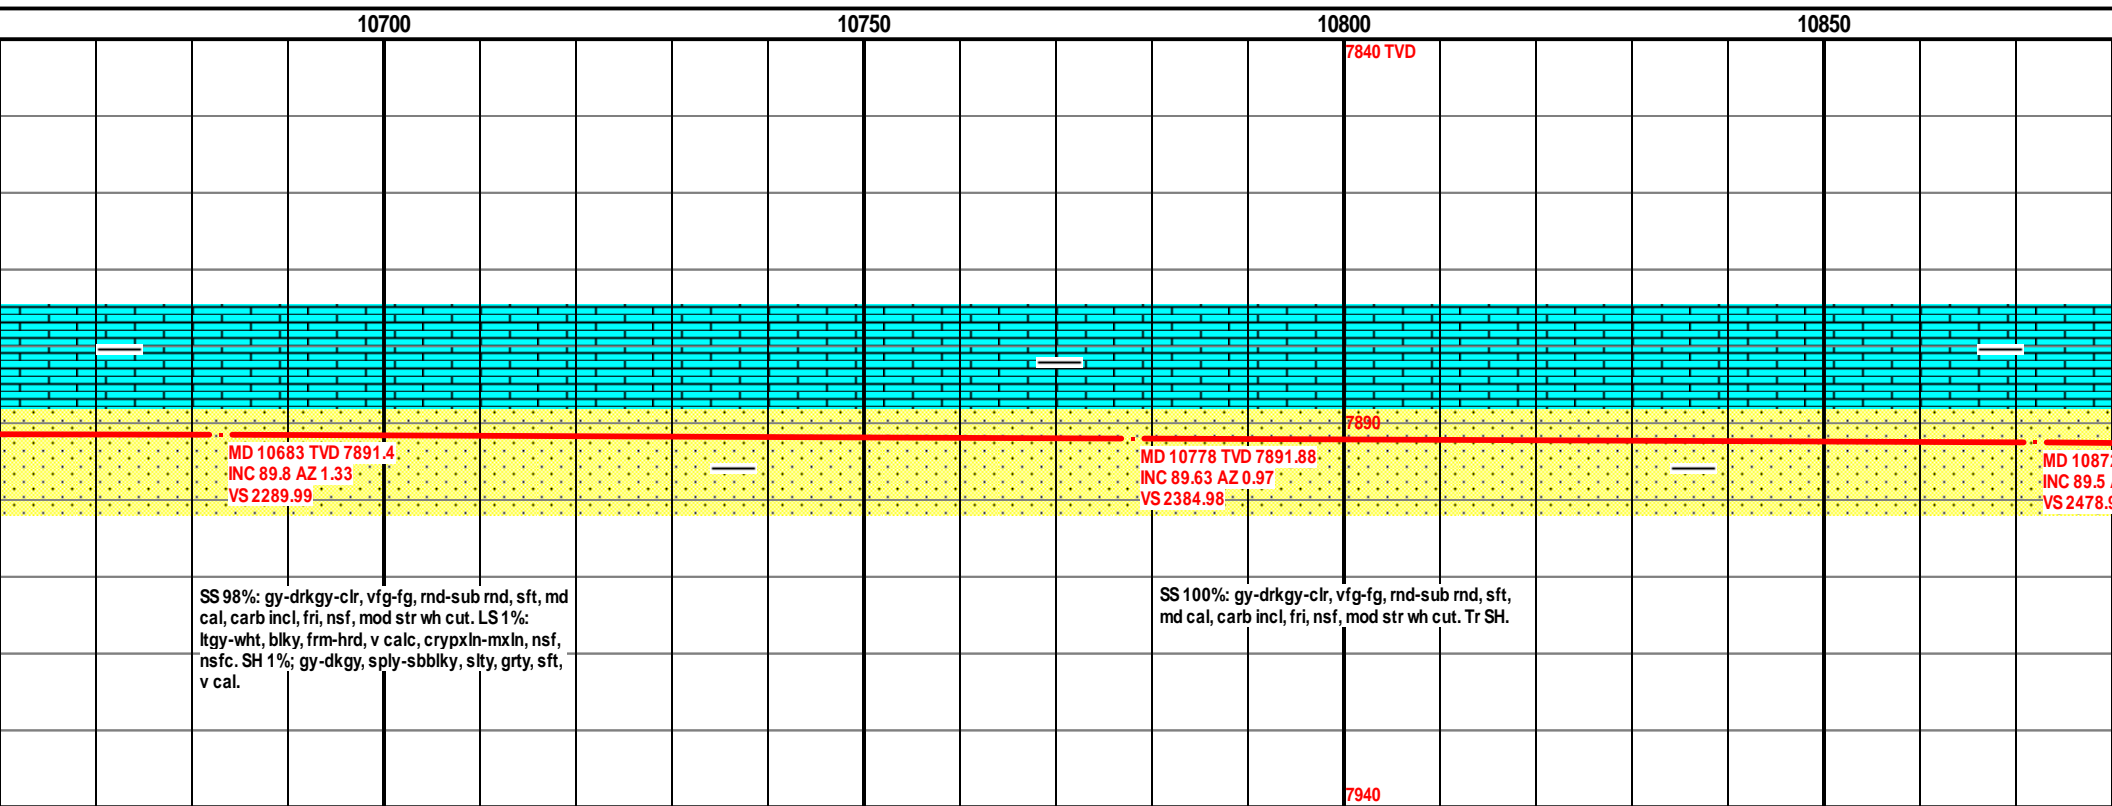 10700 10750 10800 10850
7840 TVD
7890
MD 10683 TVD 7891.4
INC 89.8 AZ 1.33
VS 2289.99
MD 10778 TVD 7891.88
INC 89.63 AZ 0.97
VS 2384.98
MD 1087
INC 89.5
VS 2478.9
SS 98%: gy-drkgy-clr, vfg-fg, rnd-sub rnd, sft, md
cal, carb incl, fri, nsf, mod str wh cut. LS 1%:
ltgy-wht, blky, frm-hrd, v calc, crypxln-mxln, nsf,
nsfc. SH 1%; gy-dkgy, sply-sbblky, slty, grty, sft,
v cal.
SS 100%: gy-drkgy-clr, vfg-fg, rnd-sub rnd, sft,
md cal, carb incl, fri, nsf, mod str wh cut. Tr SH.
7940